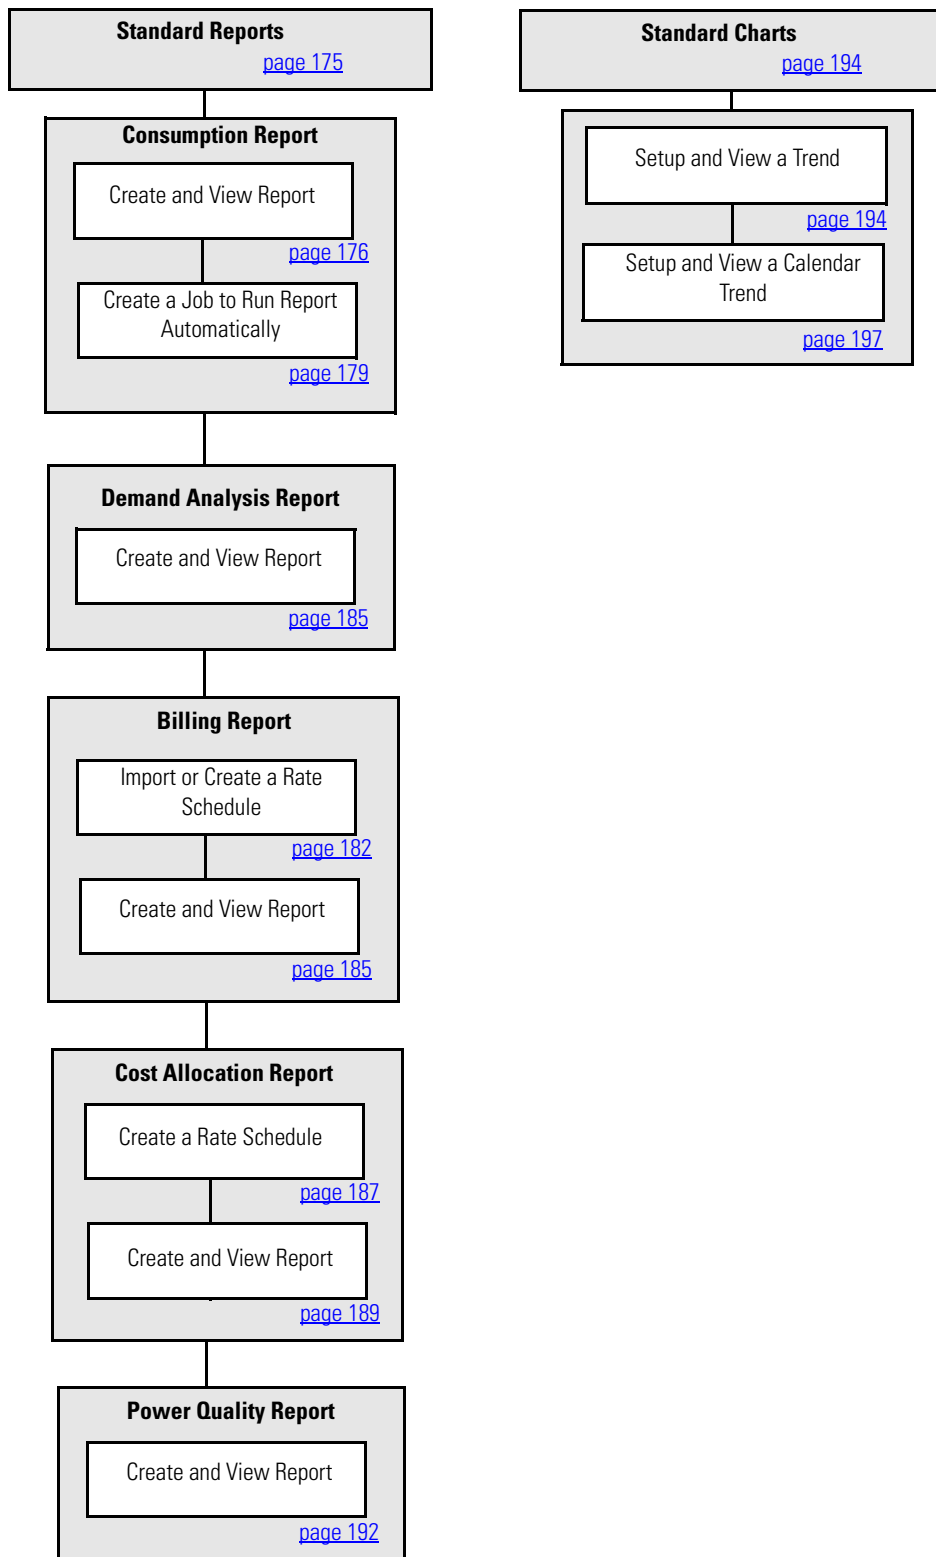 Standard Reports
page 175
Consumption Report
Create and View Report
page 176
Create a Job to Run Report
Automatically
page 179
Demand Analysis Report
Create and View Report
page 185
Billing Report
Import or Create a Rate
Schedule
page 182
Create and View Report
page 185
Cost Allocation Report
Create a Rate Schedule
page 187
Create and View Report
page 189
Power Quality Report
Create and View Report
page 192
Standard Charts
page 194
Setup and View a Trend
page 194
Setup and View a Calendar
Trend
page 197